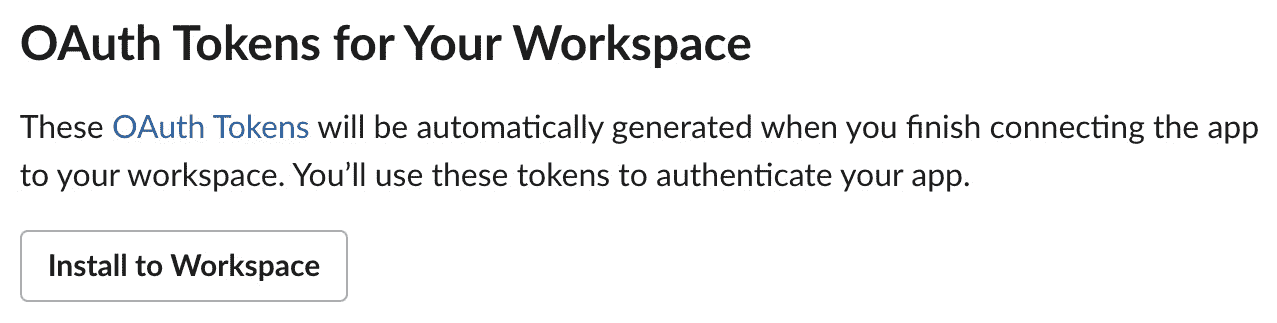 OAuth Tokens for Your Workspace
These OAuth Tokens will be automatically generated when you finish connecting the app
to your workspace. You’ll use these tokens to authenticate your app.
Install to Workspace